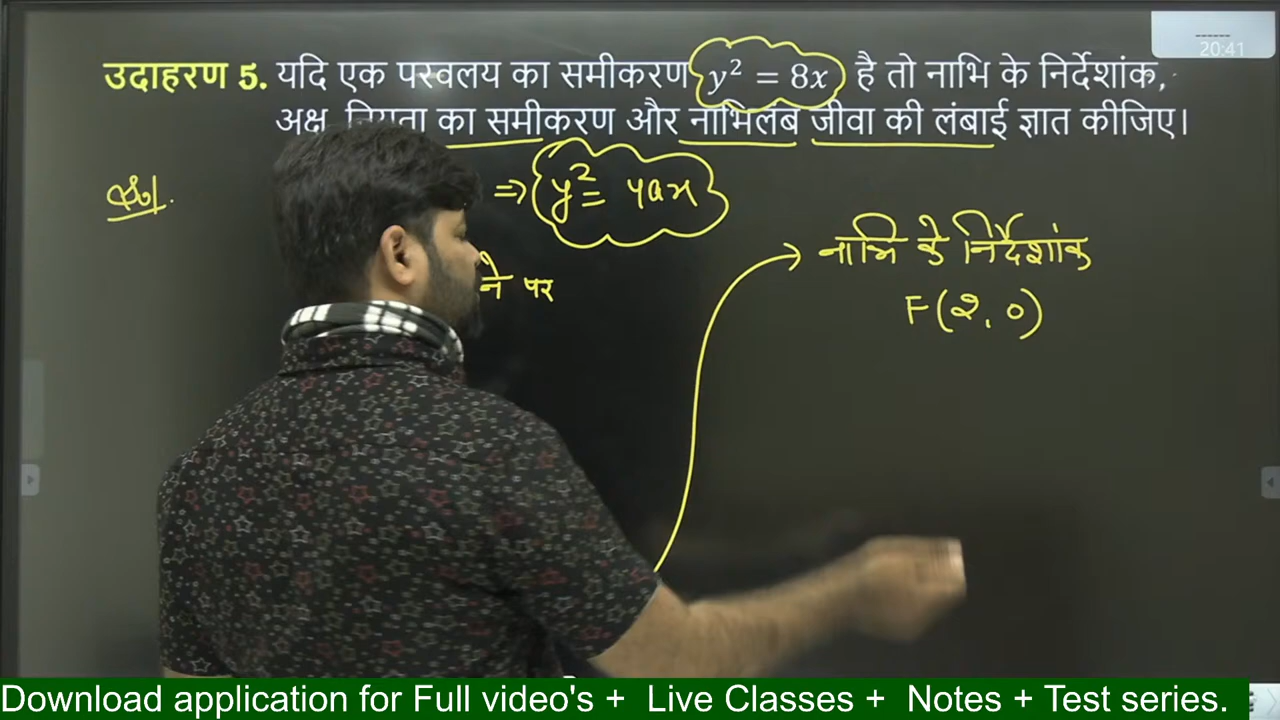 20:41
उदाहरण 5. यदि एक परवलय का समीकरण y² = 8x है तो नाभि के निर्देशांक,
अक्ष, नियता का समीकरण और नाभिलंब जीवा की लंबाई ज्ञात कीजिए।
⇒ y² = 4ax
नाभि के निर्देशांक
ने पर
F(2, 0)
Download application for Full video's + Live Classes + Notes + Test series.